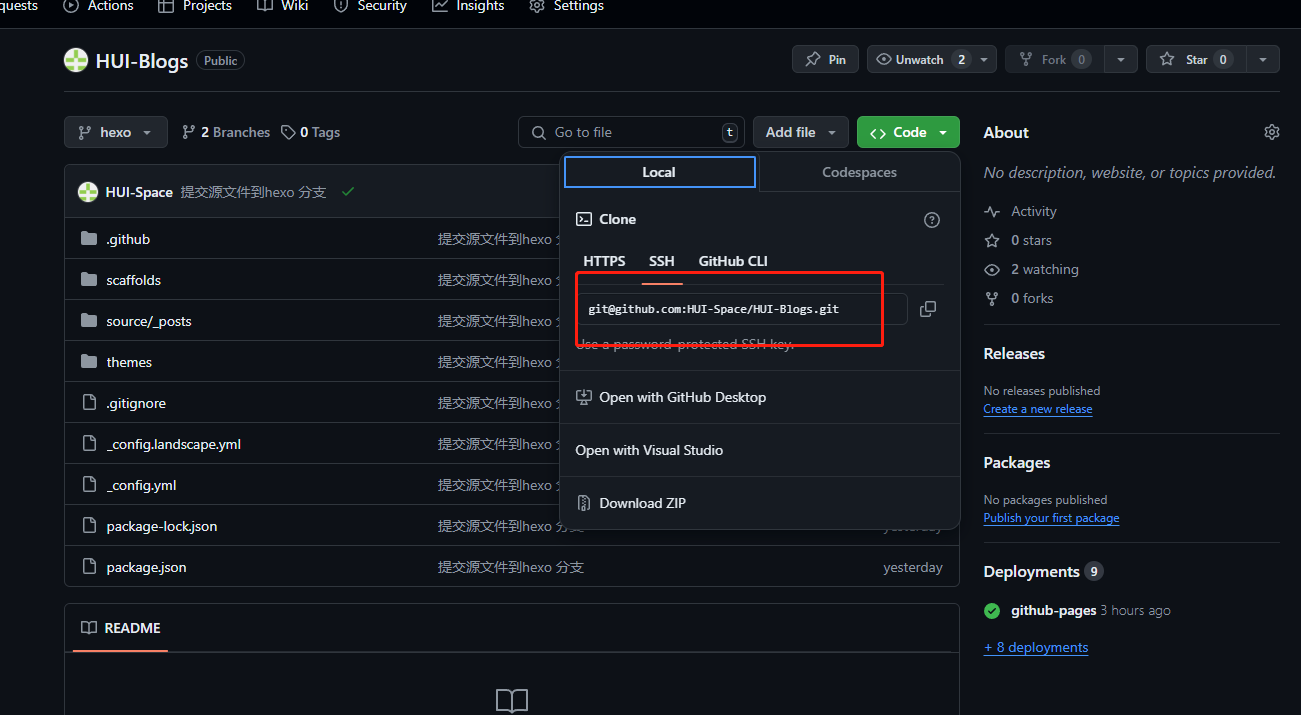 quests Actions Projects Wiki Security Insights Settings
HUI-Blogs Public Pin Unwatch 2 Fork 0 Star 0
hexo 2 Branches 0 Tags Go to file t Add file Code
HUI-Space 提交源文件到hexo 分支
.github 提交源文件到hexo
scaffolds 提交源文件到hexo
source/_posts 提交源文件到hexo
themes 提交源文件到hexo
.gitignore 提交源文件到hexo
_config.landscape.yml 提交源文件到hexo
_config.yml 提交源文件到hexo
package-lock.json 提交源文件到hexo 分支 yesterday
package.json 提交源文件到hexo 分支 yesterday
README
Local Codespaces
Clone
HTTPS SSH GitHub CLI
git@github.com:HUI-Space/HUI-Blogs.git
Use a password-protected SSH key.
Open with GitHub Desktop
Open with Visual Studio
Download ZIP
About
No description, website, or topics provided.
Activity
0 stars
2 watching
0 forks
Releases
No releases published
Create a new release
Packages
No packages published
Publish your first package
Deployments 9
github-pages 3 hours ago
+ 8 deployments